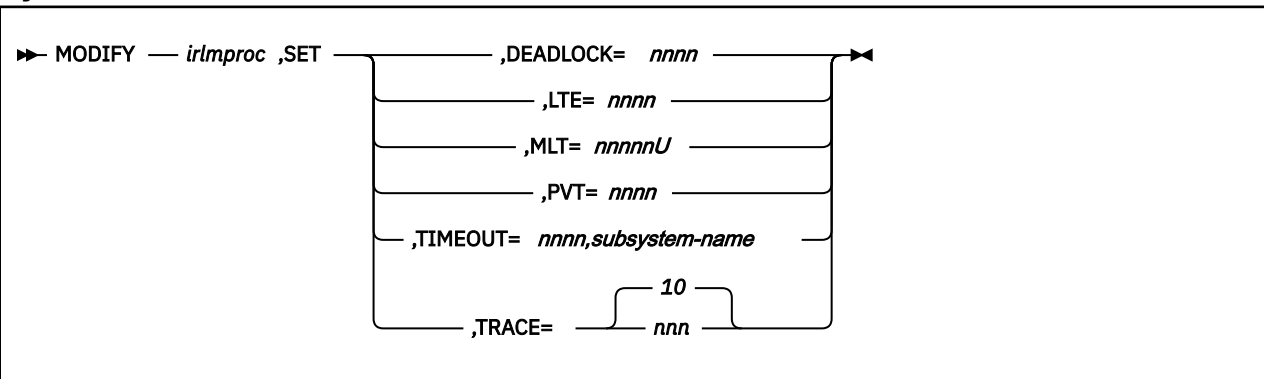 MODIFY irlmproc ,SET ,DEADLOCK= nnnn
,LTE= nnnn
,MLT= nnnnnU
,PVT= nnnn
,TIMEOUT= nnnn,subsystem-name
10
,TRACE= nnn